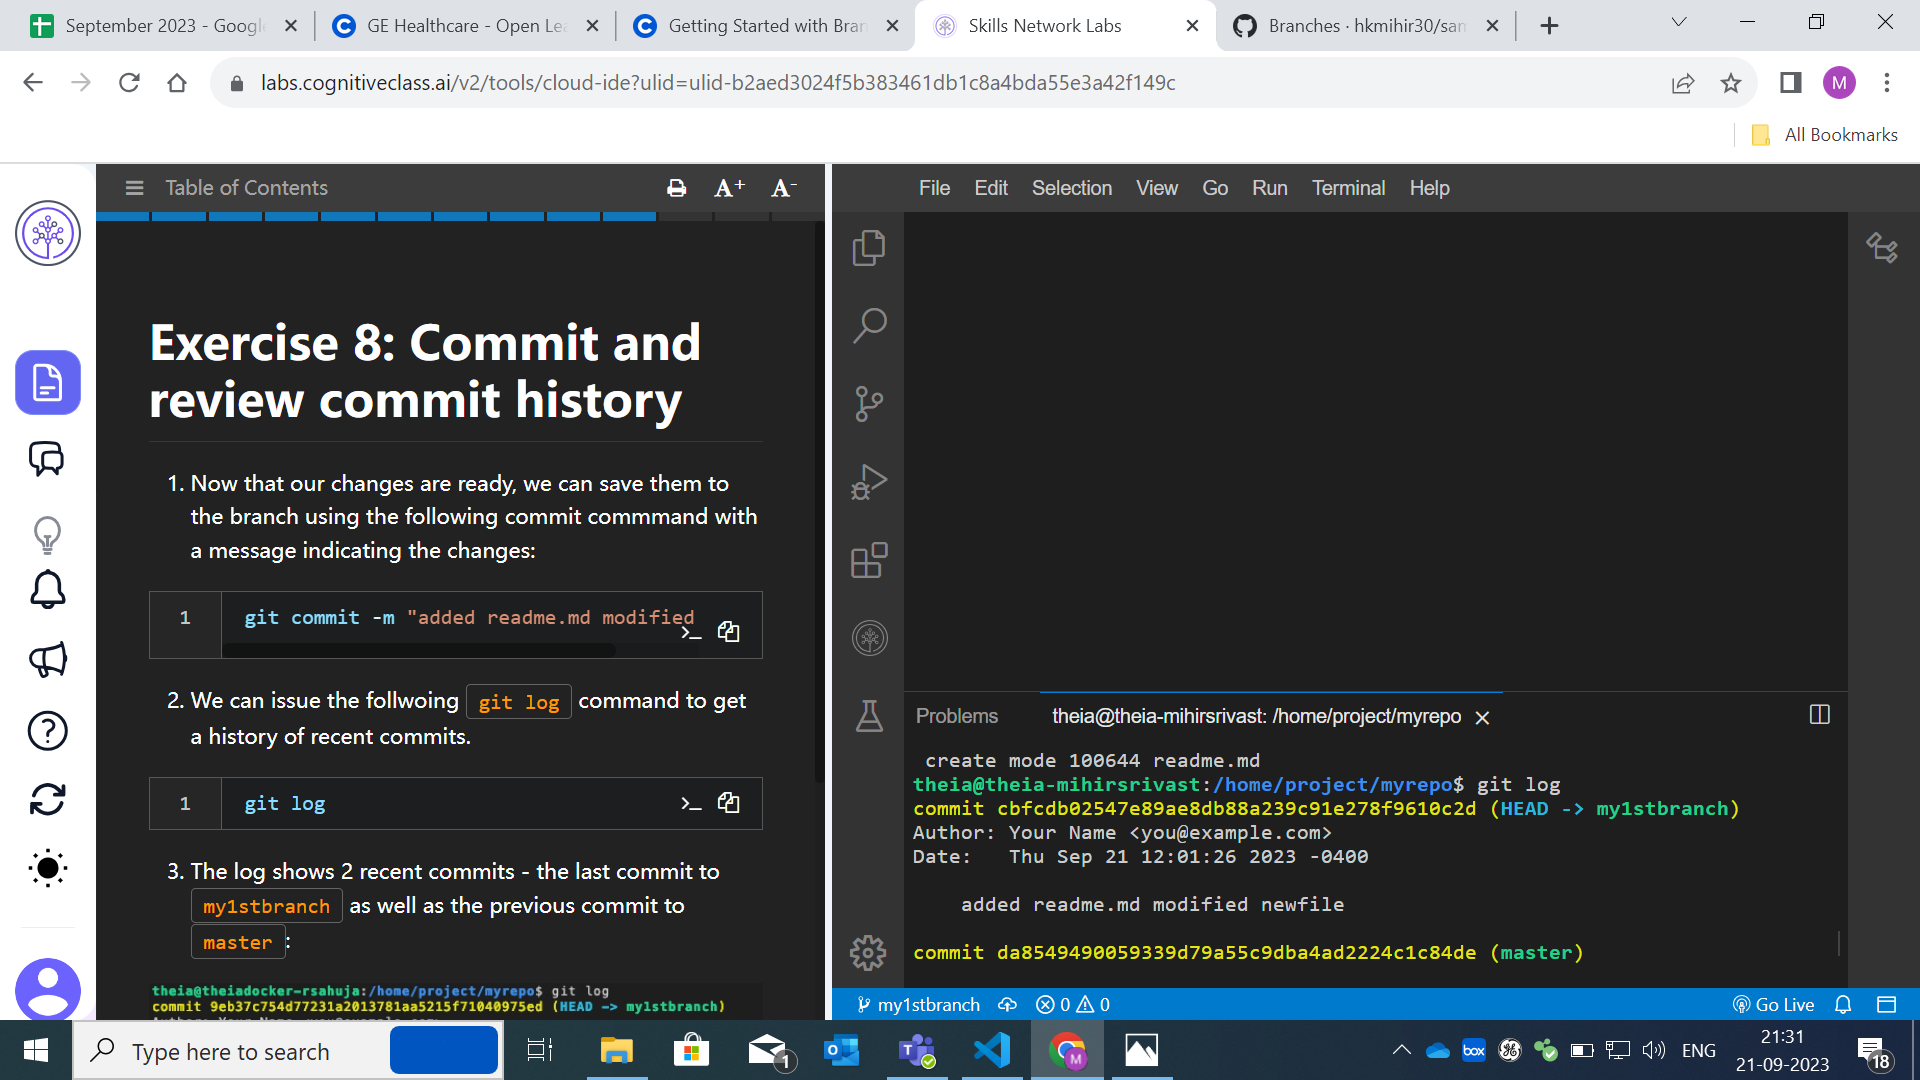 September 2023 - Google
GE Healthcare - Open Lea
Getting Started with Bran
Skills Network Labs
Branches · hkmihir30/sam
labs.cognitiveclass.ai/v2/tools/cloud-ide?ulid=ulid-b2aed3024f5b383461db1c8a4bda55e3a42f149c
M
All Bookmarks
Table of Contents
A+ A-
File Edit Selection View Go Run Terminal Help
Exercise 8: Commit and
review commit history
1. Now that our changes are ready, we can save them to
the branch using the following commit commmand with
a message indicating the changes:
1 git commit -m "added readme.md modified
2. We can issue the follwoing git log command to get
a history of recent commits.
1 git log
3. The log shows 2 recent commits - the last commit to
my1stbranch as well as the previous commit to
master :
theia@theiadocker-rsahuja:/home/project/myrepo$ git log
commit 9eb37c754d77231a2013781aa5215f71040975ed (HEAD -> my1stbranch)
Problems theia@theia-mihirsrivast: /home/project/myrepo
create mode 100644 readme.md
theia@theia-mihirsrivast:/home/project/myrepo$ git log
commit cbfcdb02547e89ae8db88a239c91e278f9610c2d (HEAD -> my1stbranch)
Author: Your Name <you@example.com>
Date:   Thu Sep 21 12:01:26 2023 -0400
added readme.md modified newfile
commit da8549490059339d79a55c9dba4ad2224c1c84de (master)
my1stbranch 0 0 Go Live
Type here to search
1
box
ENG
21:31
21-09-2023
18